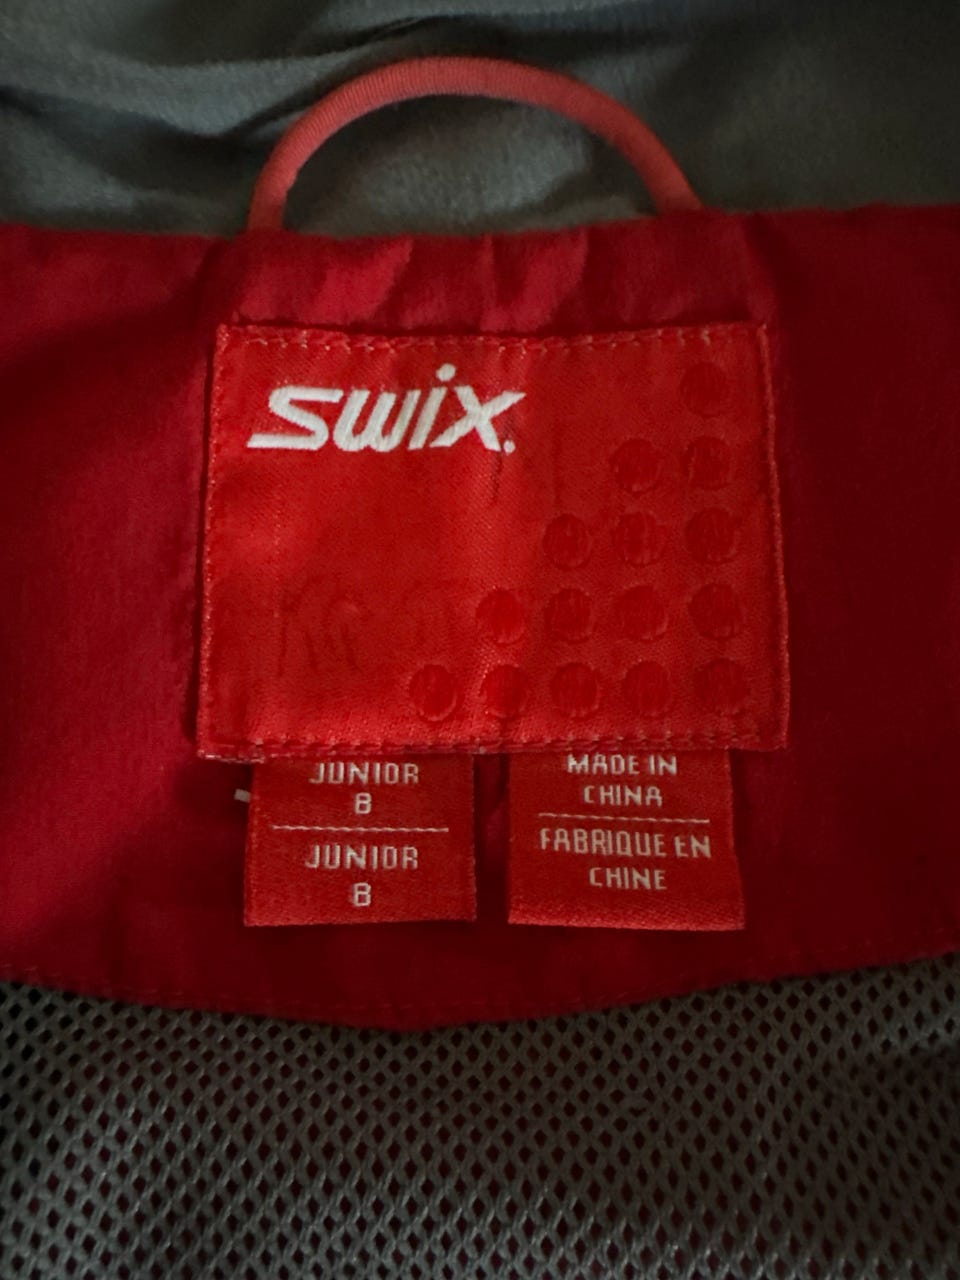 swix.
JUNIOR
8
JUNIOR
8
MADE IN
CHINA
FABRIQUE EN
CHINE